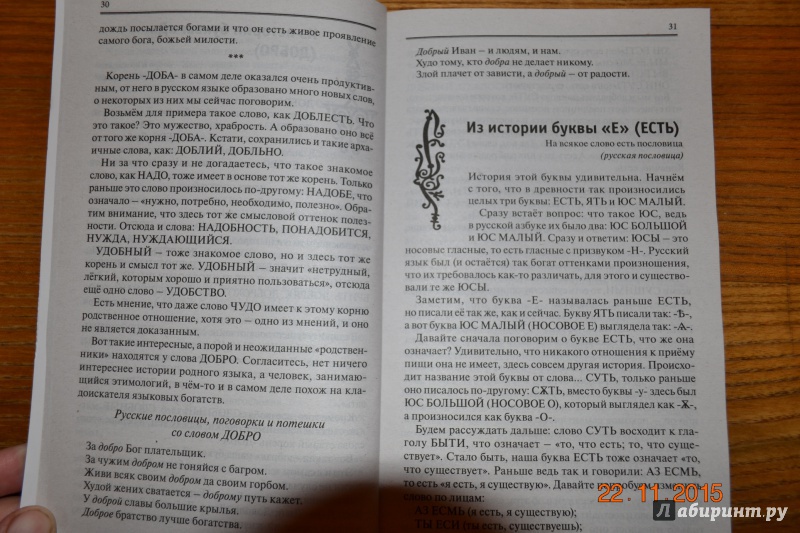 30
дождь посылается богами и что он есть живое проявление
самого бога, божьей милости.
***
Корень -ДОБА- в самом деле оказался очень продуктив-
ным, от него в русском языке образовано много новых слов,
о некоторых из них мы сейчас поговорим.
Возьмём для примера такое слово, как ДОБЛЕСТЬ. Что
это такое? Это мужество, храбрость. А образовано оно всё
от того же корня -ДОБА-. Кстати, сохранились и такие арха-
ичные слова, как: ДОБЛИЙ, ДОБЛЬНО.
Ни за что сразу и не догадаетесь, что такое знакомое
слово, как НАДО, тоже имеет в основе тот же корень. Только
раньше это слово произносилось по-другому: НАДОБЕ, что
означало – «нужно, потребно, необходимо, полезно». Обра-
тим внимание, что здесь тот же смысловой оттенок полез-
ности. Отсюда и слова: НАДОБНОСТЬ, ПОНАДОБИТСЯ,
НУЖДА, НУЖДАЮЩИЙСЯ.
УДОБНЫЙ – тоже знакомое слово, но и здесь тот же
корень и смысл тот же. УДОБНЫЙ – значит «нетрудный,
лёгкий, которым хорошо и приятно пользоваться», отсюда
ещё одно слово – УДОБСТВО.
Есть мнение, что даже слово ЧУДО имеет к этому корню
родственное отношение, хотя это – одно из мнений, и оно
не является доказанным.
Вот такие интересные, а порой и неожиданные «родствен-
ники» находятся у слова ДОБРО. Согласитесь, нет ничего
интереснее истории родного языка, а человек, занимаю-
щийся этимологией, в чём-то и в самом деле похож на кла-
доискателя языковых богатств.
Русские пословицы, поговорки и потешки
со словом ДОБРО
За добро Бог плательщик.
За чужим добром не гоняйся с багром.
Живи всяк своим добром да своим горбом.
Худой жених сватается – доброму путь кажет.
У доброй славы большие крылья.
Доброе братство лучше богатства.
31
Добрый Иван – и людям, и нам.
Худо тому, кто добра не делает никому.
Злой плачет от зависти, а добрый – от радости.
Из истории буквы «Е» (ЕСТЬ)
На всякое слово есть пословица
(русская пословица)
История этой буквы удивительна. Начнём
с того, что в древности так произносились
целых три буквы: ЕСТЬ, ЯТЬ и ЮС МАЛЫЙ.
Сразу встаёт вопрос: что такое ЮС, ведь
в русской азбуке их было два: ЮС БОЛЬШОЙ
и ЮС МАЛЫЙ. Сразу и ответим: ЮСЫ – это
носовые гласные, то есть гласные с призвуком -Н-. Русский
язык был (и остаётся) так богат оттенками произношения,
что их требовалось как-то различать, для этого и существо-
вали те же ЮСЫ.
Заметим, что буква -Е- называлась раньше ЕСТЬ,
но писали её так же, как и сейчас. Букву ЯТЬ писали так: -Ѣ-,
а вот буква ЮС МАЛЫЙ (НОСОВОЕ Е) выглядела так: -Ѧ-.
Давайте сначала поговорим о букве ЕСТЬ, что же она
означает? Удивительно, что никакого отношения к приёму
пищи она не имеет, здесь совсем другая история. Происхо-
дит название этой буквы от слова... СУТЬ, только раньше
оно писалось по-другому: СѪТЬ, вместо буквы -у- здесь был
ЮС БОЛЬШОЙ (НОСОВОЕ О), который выглядел как -Ѫ-,
а произносился как буква -О-.
Будем рассуждать дальше: слово СУТЬ восходит к гла-
голу БЫТИ, что означает – «то, что есть; то, что суще-
ствует». Стало быть, наша буква ЕСТЬ тоже означает «то,
что существует». Раньше ведь так и говорили: АЗ ЕСМЬ,
то есть «я есть, я существую». Давайте попробуем изме
слово по лицам:
АЗ ЕСМЬ (я есть, я существую);
ТЫ ЕСИ (ты есть, существуешь);
22.11.2015
Лабиринт.ру